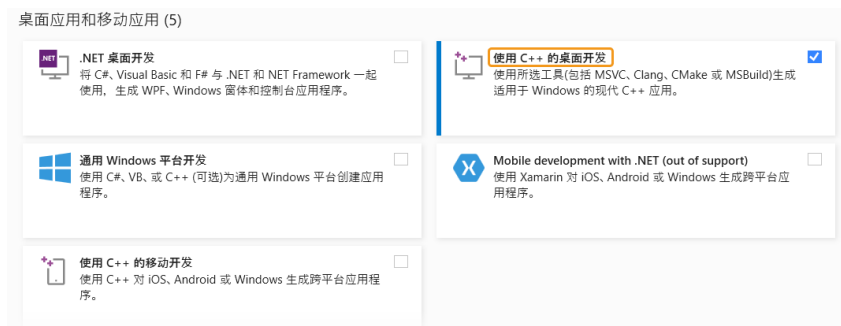 桌面应用和移动应用 (5)
.NET
.NET 桌面开发
将 C#、Visual Basic 和 F# 与 .NET 和 NET Framework 一起
使用，生成 WPF、Windows 窗体和控制台应用程序。
使用 C++ 的桌面开发
使用所选工具(包括 MSVC、Clang、CMake 或 MSBuild)生成
适用于 Windows 的现代 C++ 应用。
通用 Windows 平台开发
使用 C#、VB、或 C++ (可选)为通用 Windows 平台创建应用
程序。
Mobile development with .NET (out of support)
使用 Xamarin 对 iOS、Android 或 Windows 生成跨平台应
用程序。
使用 C++ 的移动开发
使用 C++ 对 iOS、Android 或 Windows 生成跨平台应用程
序。